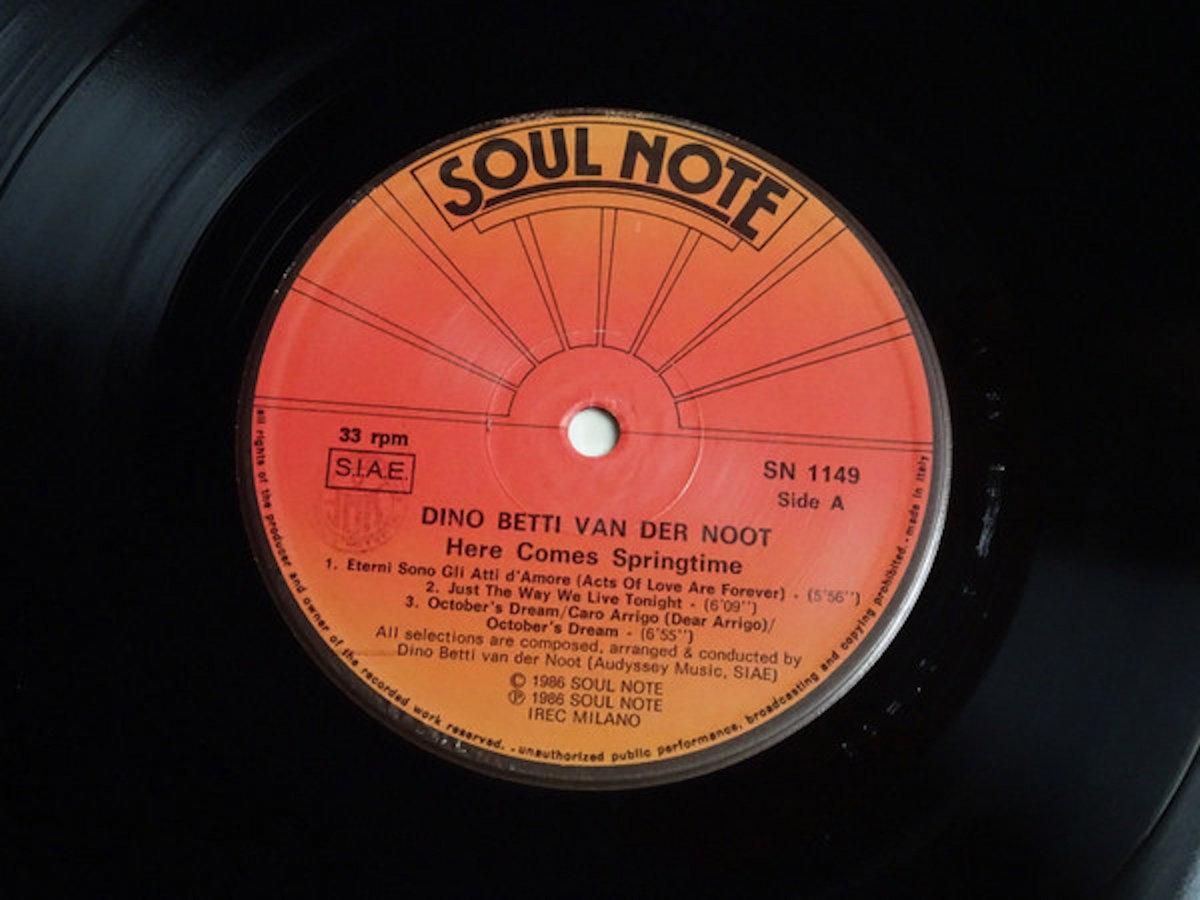 SOUL NOTE
33 rpm
S.I.A.E.
SN 1149
Side A
DINO BETTI VAN DER NOOT
Here Comes Springtime
1. Eterni Sono Gli Atti d'Amore (Acts Of Love Are Forever) - (5'56'')
2. Just The Way We Live Tonight - (6'09'')
3. October's Dream/Caro Arrigo (Dear Arrigo)/
October's Dream - (6'55'')
All selections are composed, arranged & conducted by
Dino Betti van der Noot (Audyssey Music, SIAE)
© 1986 SOUL NOTE
℗ 1986 SOUL NOTE
IREC MILANO
all rights of the producer and owner of the recorded work reserved. - unauthorized public performance, broadcasting and copying prohibited. - made in Italy